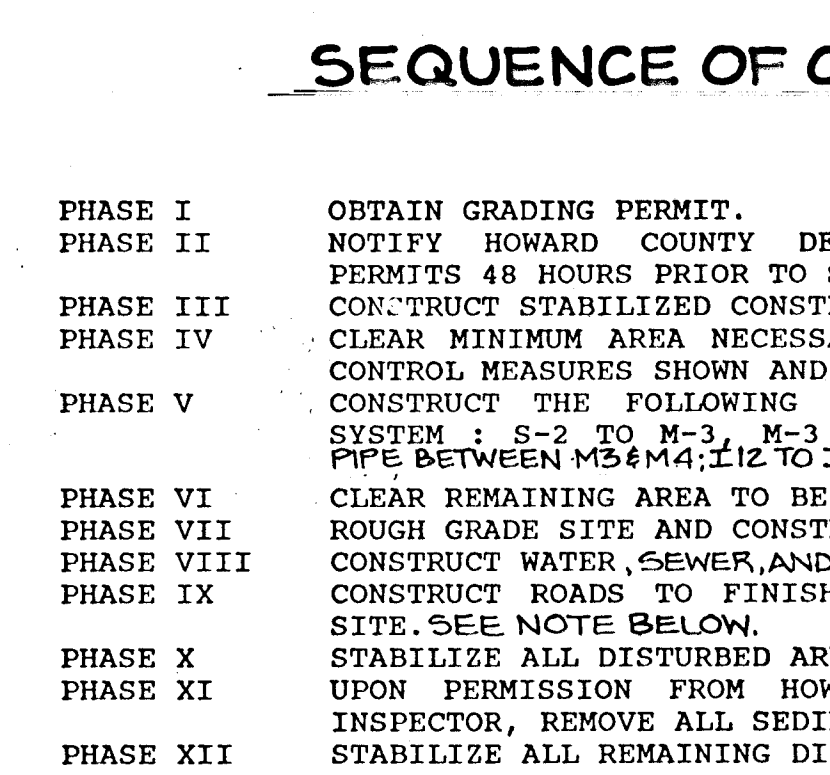 SEQUENCE OF
PHASE I OBTAIN GRADING PERMIT.
PHASE II NOTIFY HOWARD COUNTY DE
PERMITS 48 HOURS PRIOR TO
PHASE III CONSTRUCT STABILIZED CONST
PHASE IV CLEAR MINIMUM AREA NECESS
CONTROL MEASURES SHOWN AND
PHASE V CONSTRUCT THE FOLLOWING
SYSTEM : S-2 TO M-3, M-3
PIPE BETWEEN M3&M4; I12 TO
PHASE VI CLEAR REMAINING AREA TO BE
PHASE VII ROUGH GRADE SITE AND CONST
PHASE VIII CONSTRUCT WATER, SEWER, AND
PHASE IX CONSTRUCT ROADS TO FINISH
SITE. SEE NOTE BELOW.
PHASE X STABILIZE ALL DISTURBED AR
PHASE XI UPON PERMISSION FROM HOW
INSPECTOR, REMOVE ALL SEDI
PHASE XII STABILIZE ALL REMAINING DI